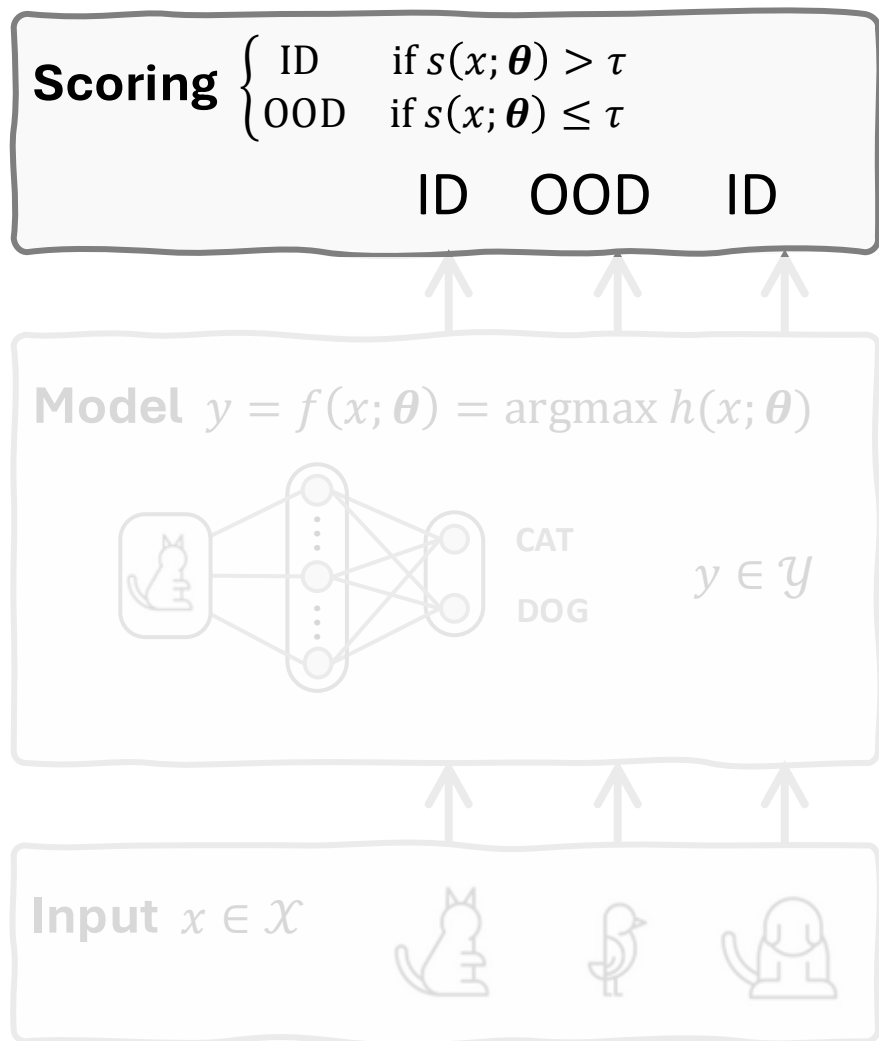 Scoring { ID if s(x; θ) > τ
OOD if s(x; θ) ≤ τ
ID OOD ID
Model y = f(x; θ) = argmax h(x; θ)
CAT
y ∈ 𝒴
DOG
Input x ∈ 𝒳